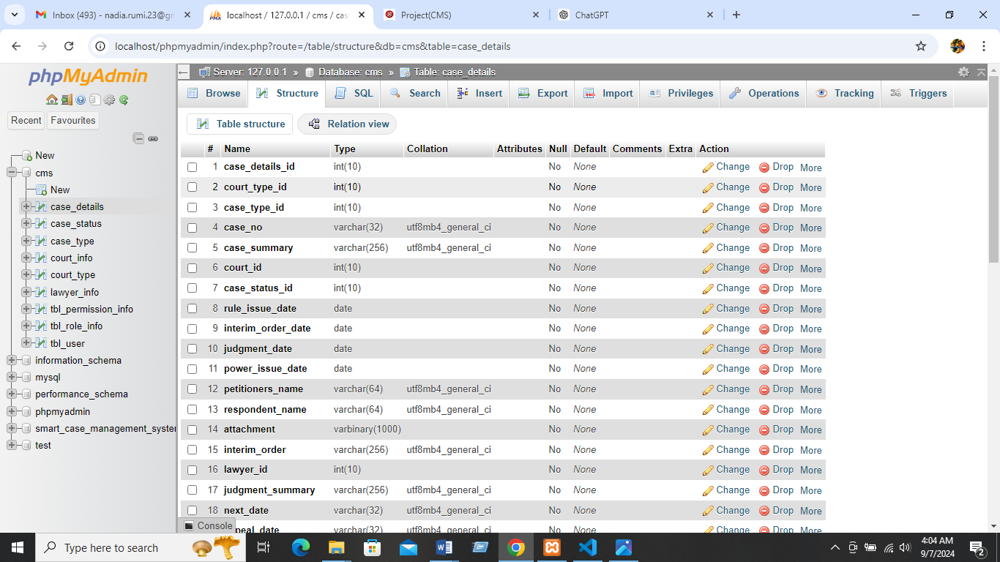 Inbox (493) - nadia.rumi.23@gm
localhost / 127.0.0.1 / cms / cas
Project(CMS)
ChatGPT
localhost/phpmyadmin/index.php?route=/table/structure&db=cms&table=case_details
phpMyAdmin
Recent
Favourites
New
cms
New
case_details
case_status
case_type
court_info
court_type
lawyer_info
tbl_permission_info
tbl_role_info
tbl_user
information_schema
mysql
performance_schema
phpmyadmin
smart_case_management_system
test
Server: 127.0.0.1 » Database: cms » Table: case_details
Browse Structure SQL Search Insert Export Import Privileges Operations Tracking Triggers
Table structure Relation view
# Name Type Collation Attributes Null Default Comments Extra Action
1 case_details_id int(10) No None Change Drop More
2 court_type_id int(10) No None Change Drop More
3 case_type_id int(10) No None Change Drop More
4 case_no varchar(32) utf8mb4_general_ci No None Change Drop More
5 case_summary varchar(256) utf8mb4_general_ci No None Change Drop More
6 court_id int(10) No None Change Drop More
7 case_status_id int(10) No None Change Drop More
8 rule_issue_date date No None Change Drop More
9 interim_order_date date No None Change Drop More
10 judgment_date date No None Change Drop More
11 power_issue_date date No None Change Drop More
12 petitioners_name varchar(64) utf8mb4_general_ci No None Change Drop More
13 respondent_name varchar(64) utf8mb4_general_ci No None Change Drop More
14 attachment varbinary(1000) No None Change Drop More
15 interim_order varchar(256) utf8mb4_general_ci No None Change Drop More
16 lawyer_id int(10) No None Change Drop More
17 judgment_summary varchar(256) utf8mb4_general_ci No None Change Drop More
18 next_date varchar(32) utf8mb4_general_ci No None Change Drop More
peal_date varchar(32) utf8mb4_general_ci No None Change Drop More
Console
Type here to search
4:04 AM
9/7/2024
2